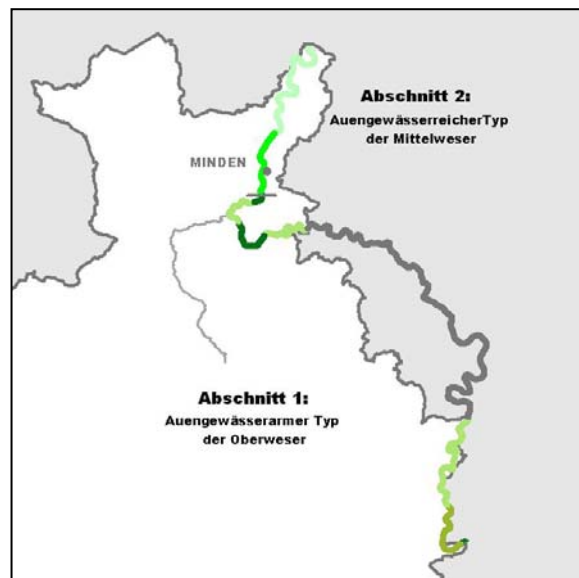 Abschnitt 2:
AuengewässerreicherTyp
der Mittelweser
MINDEN
Abschnitt 1:
Auengewässerarmer Typ
der Oberweser